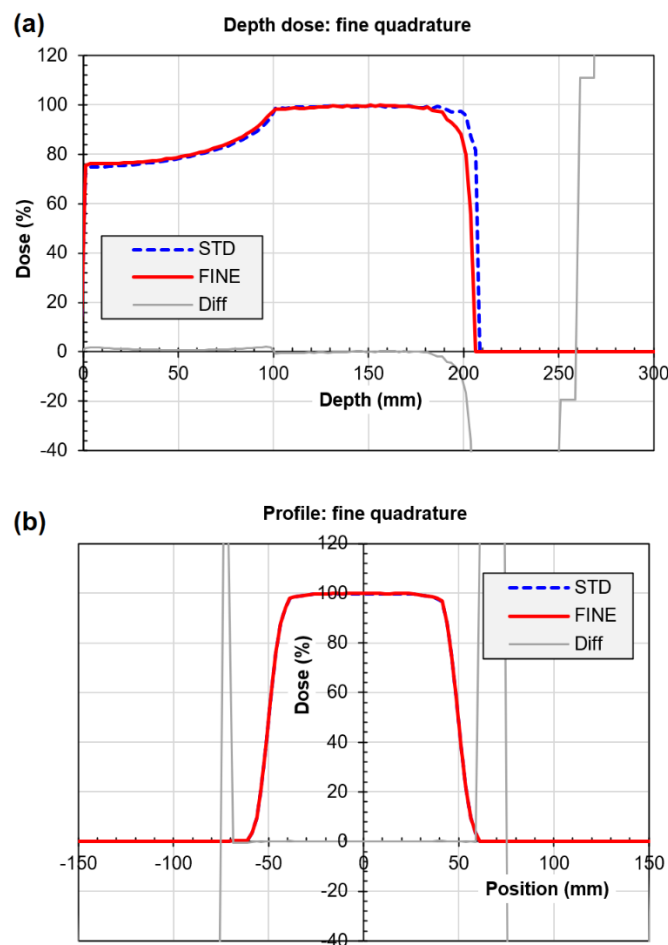 (a)
Depth dose: fine quadrature
120
100
80
60
40
20
0
-20
-40
Dose (%)
STD
FINE
Diff
0 50 100 150 200 250 300
Depth (mm)
(b)
Profile: fine quadrature
120
100
80
60
40
20
0
-20
-40
Dose (%)
STD
FINE
Diff
-150 -100 -50 0 50 100 150
Position (mm)